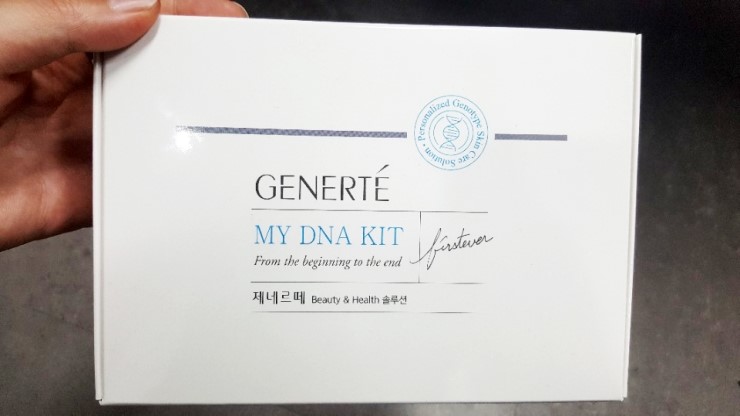 Personalized Genotype Skin Care Solution •
GENERTÉ
MY DNA KIT
firstever
From the beginning to the end
제네르떼 Beauty & Health 솔루션